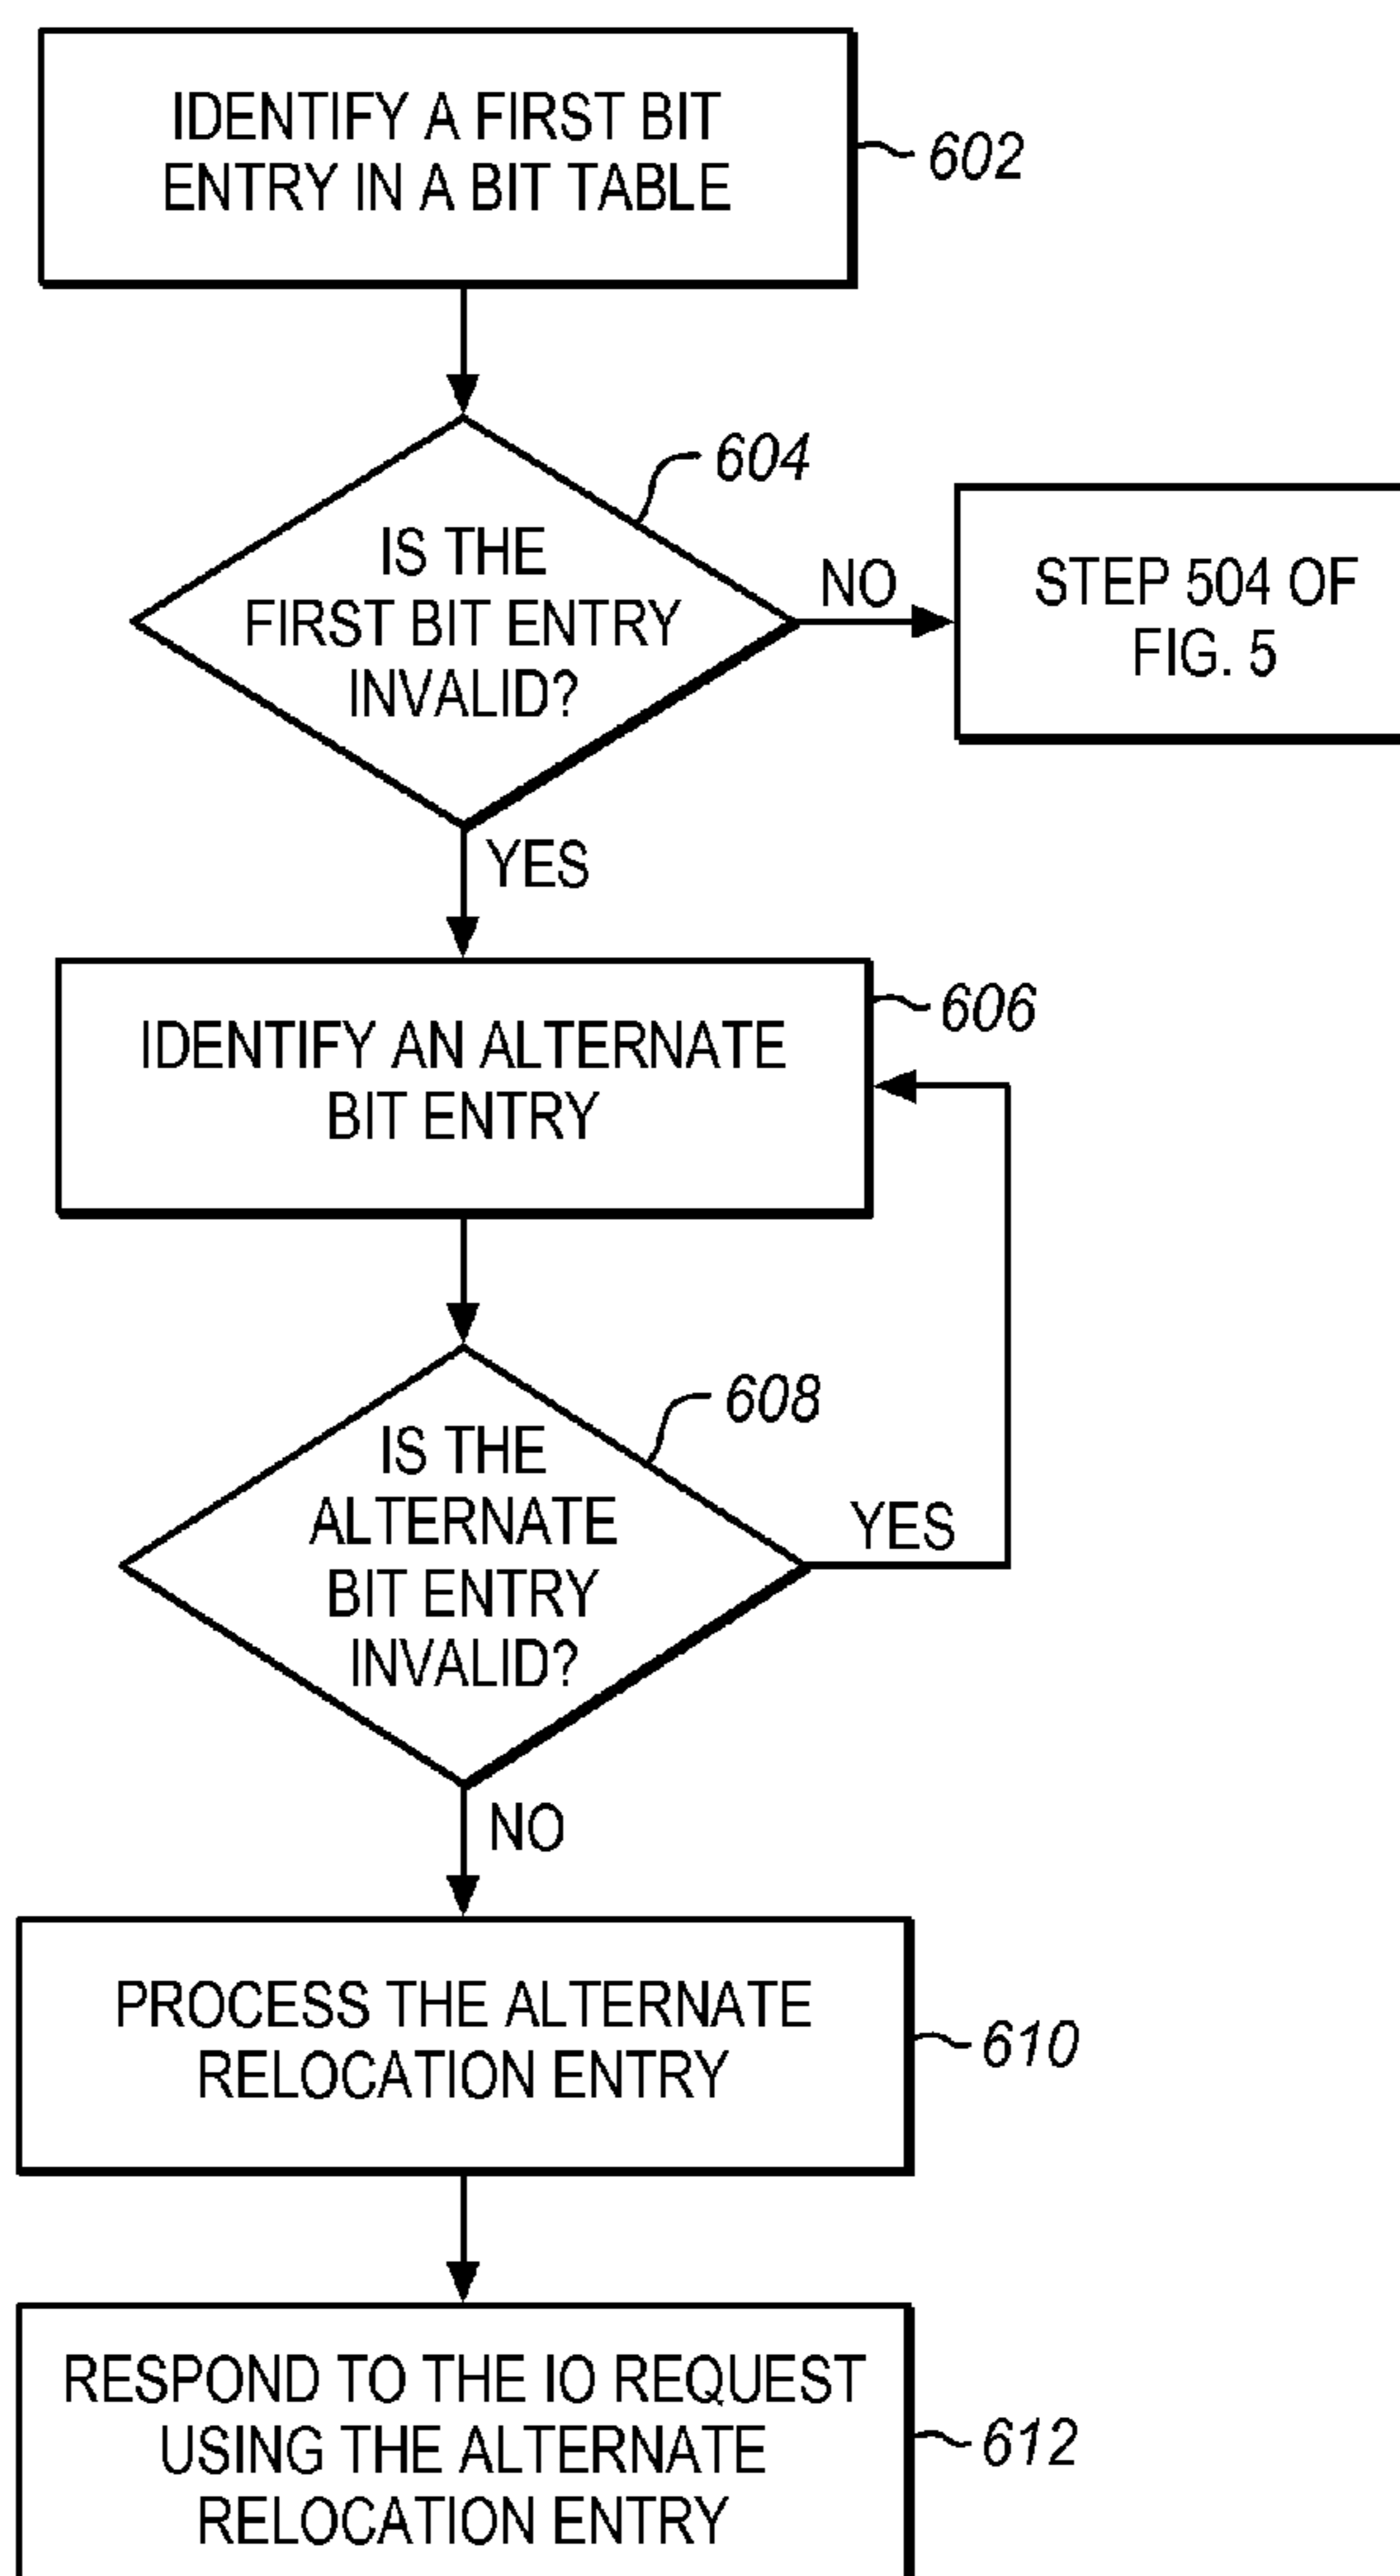 IDENTIFY A FIRST BIT
ENTRY IN A BIT TABLE
602
604
IS THE
FIRST BIT ENTRY
INVALID?
NO
STEP 504 OF
FIG. 5
YES
606
IDENTIFY AN ALTERNATE
BIT ENTRY
608
IS THE
ALTERNATE
BIT ENTRY
INVALID?
YES
NO
PROCESS THE ALTERNATE
RELOCATION ENTRY
610
RESPOND TO THE IO REQUEST
USING THE ALTERNATE
RELOCATION ENTRY
612